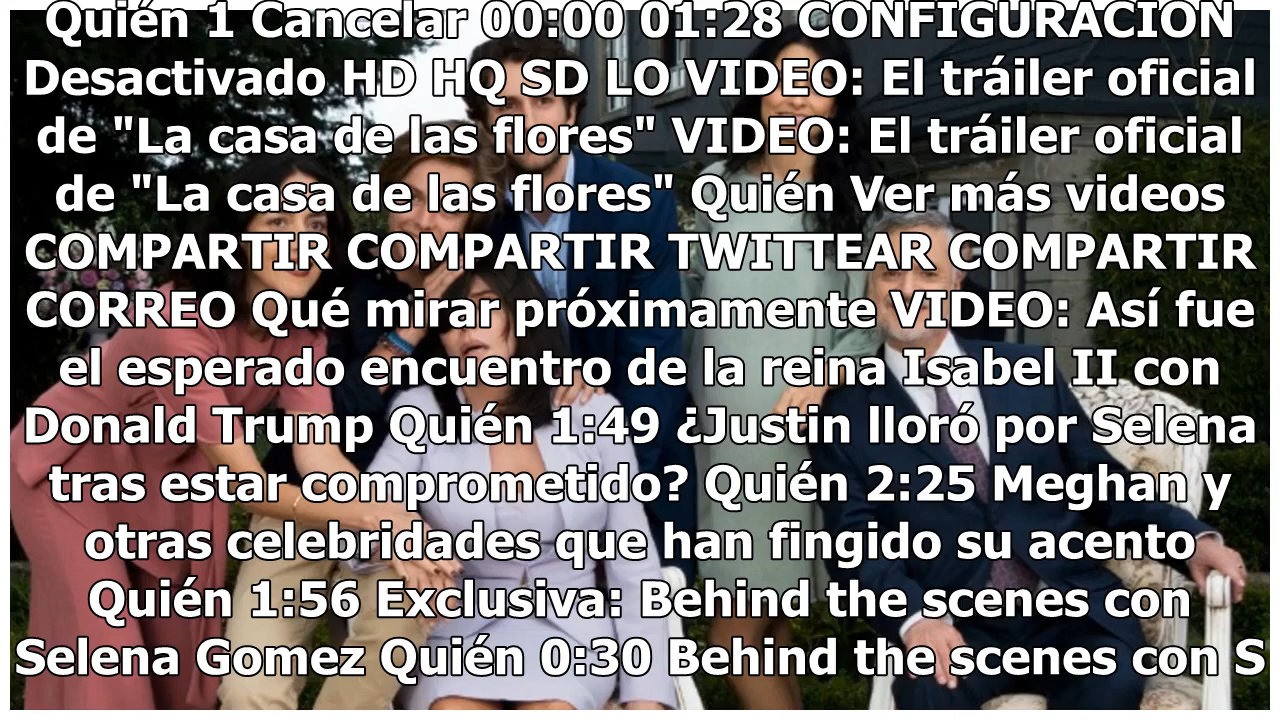 Quién 1 Cancelar 00:00 01:28 CONFIGURACIÓN
Desactivado HD HQ SD LO VIDEO: El tráiler oficial
de "La casa de las flores" VIDEO: El tráiler oficial
de "La casa de las flores" Quién Ver más videos
COMPARTIR COMPARTIR TWITTEAR COMPARTIR
CORREO Qué mirar próximamente VIDEO: Así fue
el esperado encuentro de la reina Isabel II con
Donald Trump Quién 1:49 ¿Justin lloró por Selena
tras estar comprometido? Quién 2:25 Meghan y
otras celebridades que han fingido su acento
Quién 1:56 Exclusiva: Behind the scenes con
Selena Gomez Quién 0:30 Behind the scenes con S